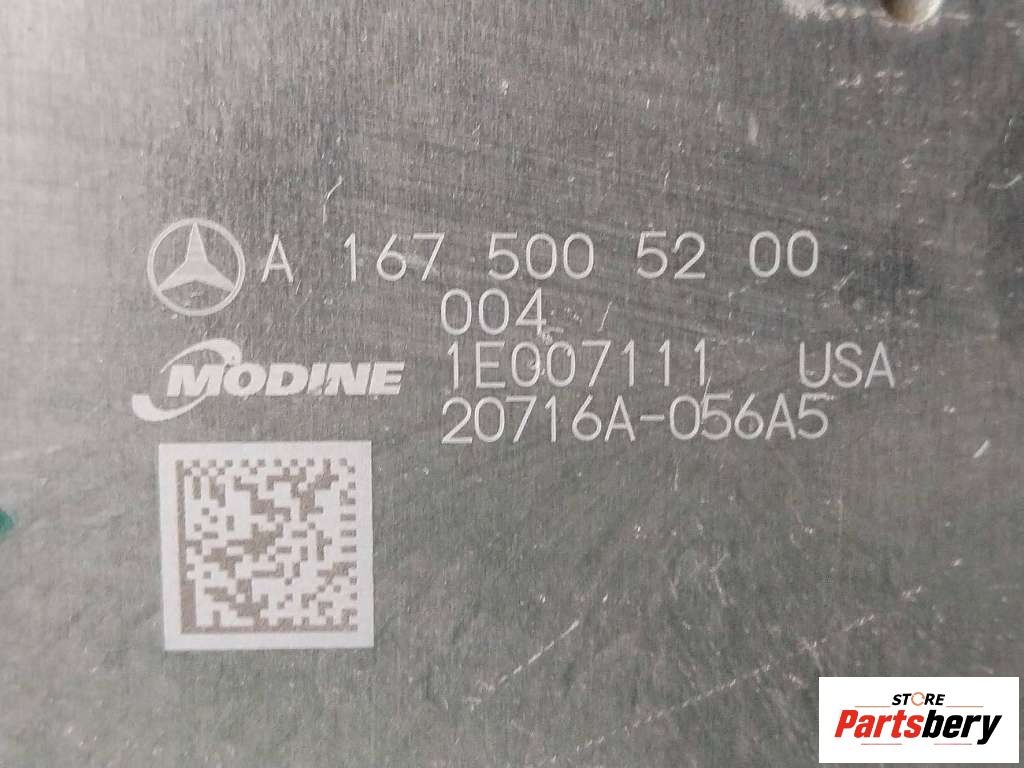 A 167 500 52 00
004
MODINE 1E007111 USA
20716A-056A5
STORE
Partsbery